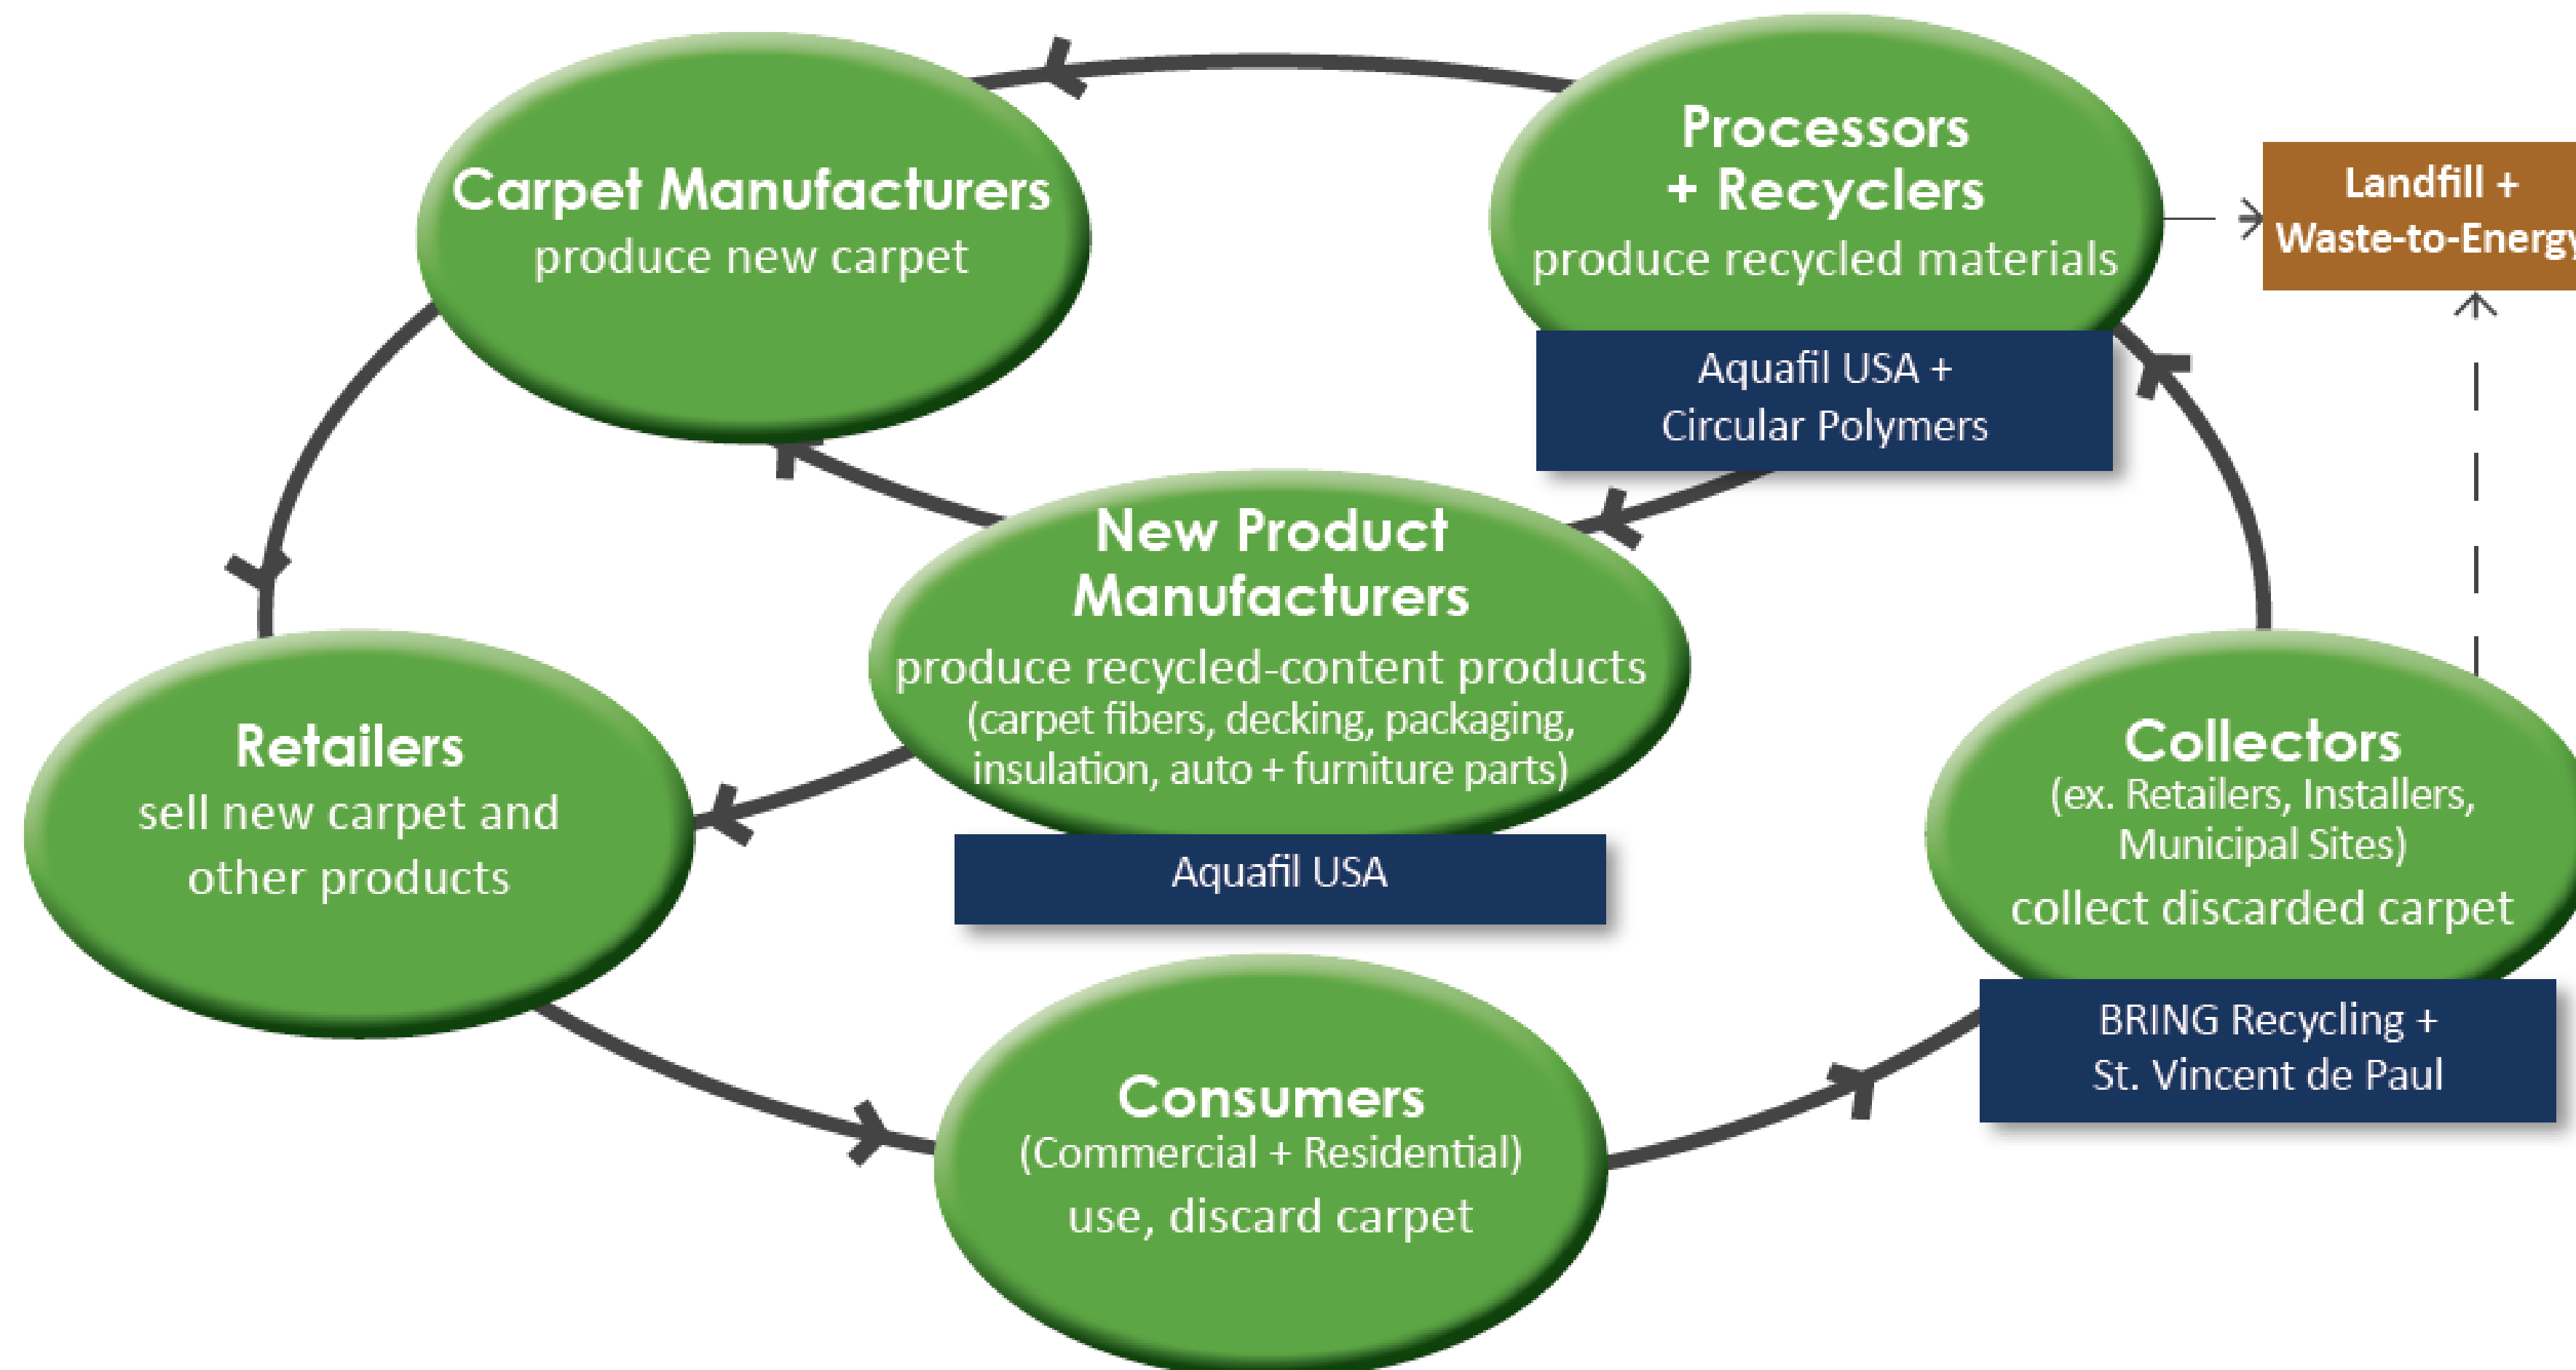 Carpet Manufacturers
produce new carpet
Processors
+ Recyclers
produce recycled materials
Aquafil USA +
Circular Polymers
Landfill +
Waste-to-Energy
New Product
Manufacturers
produce recycled-content products
(carpet fibers, decking, packaging,
insulation, auto + furniture parts)
Aquafil USA
Retailers
sell new carpet and
other products
Collectors
(ex. Retailers, Installers,
Municipal Sites)
collect discarded carpet
BRING Recycling +
St. Vincent de Paul
Consumers
(Commercial + Residential)
use, discard carpet